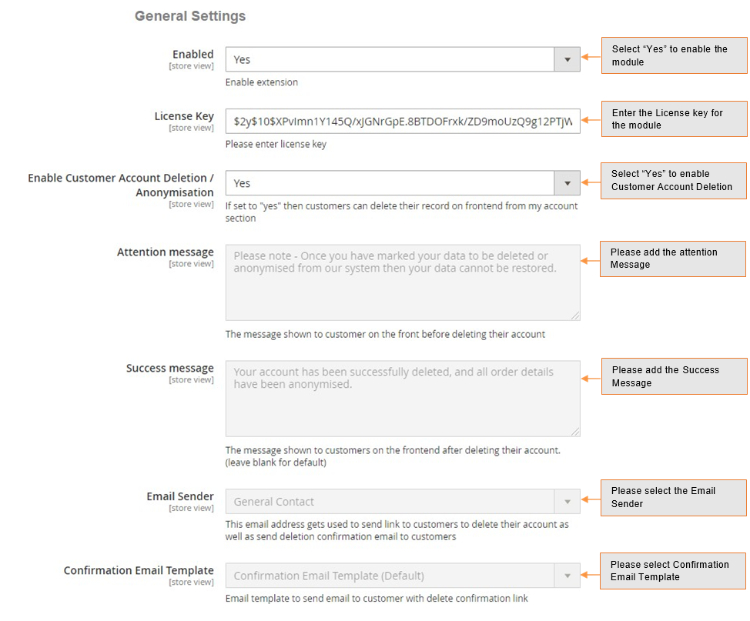 General Settings
Enabled
[store view]
Yes
Select "Yes" to enable the
module
Enable extension
License Key
[store view]
$2y$10$XPvImn1Y145Q/xJGNrGpE.8BTDOFrxk/ZD9moUzQ9g12PTjW
Enter the License key for
the module
Please enter license key
Enable Customer Account Deletion /
Anonymisation
[store view]
Yes
Select "Yes" to enable
Customer Account Deletion
If set to "yes" then customers can delete their record on frontend from my account
section
Attention message
[store view]
Please note - Once you have marked your data to be deleted or
anonymised from our system then your data cannot be restored.
Please add the attention
Message
The message shown to customer on the front before deleting their account
Success message
[store view]
Your account has been successfully deleted, and all order details
have been anonymised.
Please add the Success
Message
The message shown to customers on the frontend after deleting their account.
(leave blank for default)
Email Sender
[store view]
General Contact
Please select the Email
Sender
This email address gets used to send link to customers to delete their account as
well as send deletion confirmation email to customers
Confirmation Email Template
[store view]
Confirmation Email Template (Default)
Please select Confirmation
Email Template
Email template to send email to customer with delete confirmation link